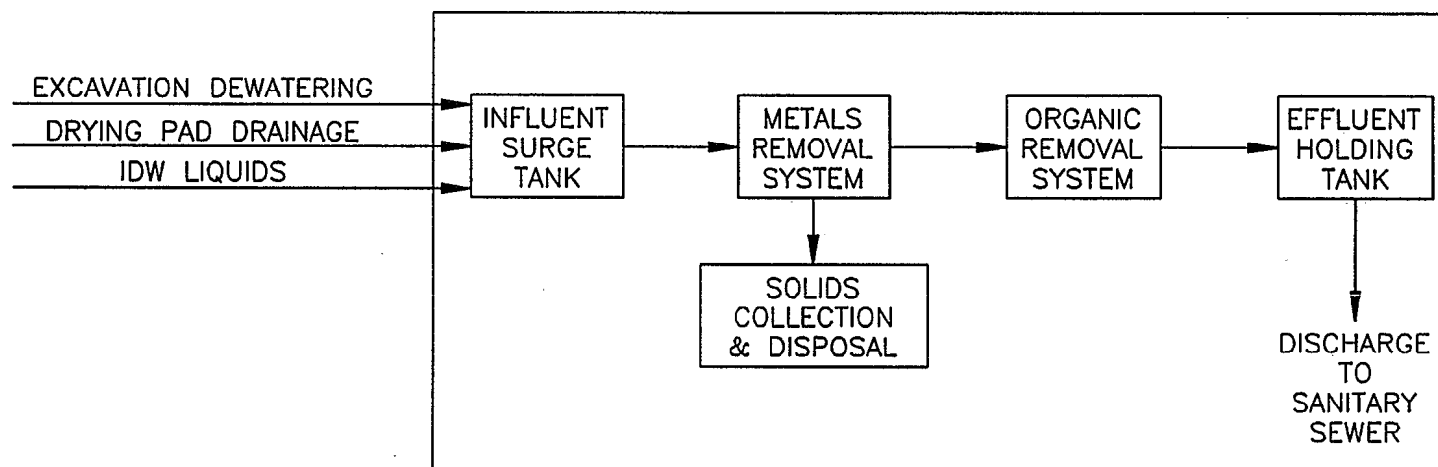 EXCAVATION DEWATERING
DRYING PAD DRAINAGE
IDW LIQUIDS
INFLUENT
SURGE
TANK
METALS
REMOVAL
SYSTEM
ORGANIC
REMOVAL
SYSTEM
EFFLUENT
HOLDING
TANK
SOLIDS
COLLECTION
& DISPOSAL
DISCHARGE
TO
SANITARY
SEWER